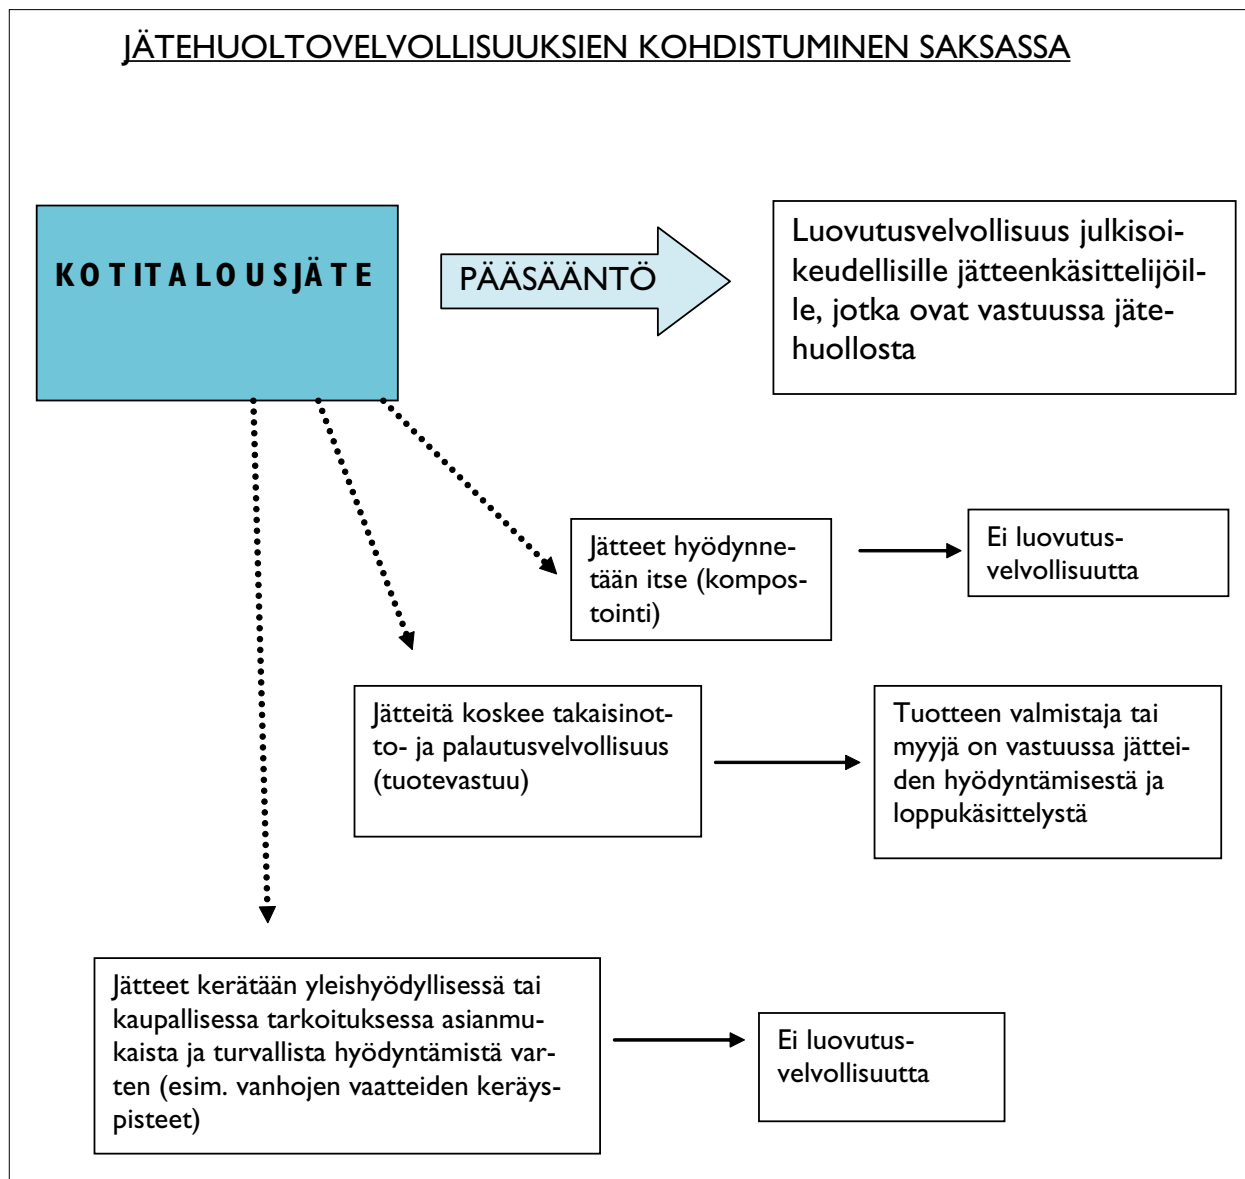 JÄTEHUOLTOVELVOLLISUUKSIEN KOHDISTUMINEN SAKSASSA
KOTITALOUSJÄTE
PÄÄSÄÄNTÖ
Luovutusvelvollisuus julkisoi-
keudellisille jätteenkäsittelijöil-
le, jotka ovat vastuussa jäte-
huollosta
Jätteet hyödynne-
tään itse (kompos-
tointi)
Ei luovutus-
velvollisuutta
Jätteitä koskee takaisinot-
to- ja palautusvelvollisuus
(tuotevastuu)
Tuotteen valmistaja tai
myyjä on vastuussa jättei-
den hyödyntämisestä ja
loppukäsittelystä
Jätteet kerätään yleishyödyllisessä tai
kaupallisessa tarkoituksessa asianmu-
kaista ja turvallista hyödyntämistä var-
ten (esim. vanhojen vaatteiden keräys-
pisteet)
Ei luovutus-
velvollisuutta